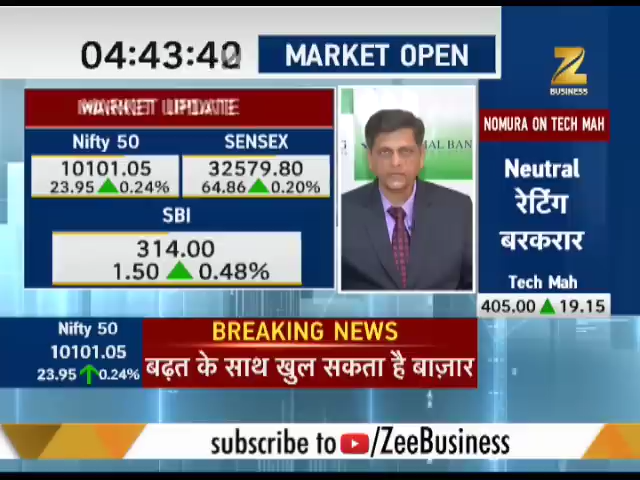 04:43:40
MARKET OPEN
Z
BUSINESS
MARKET UPDATE
Nifty 50
10101.05
23.95 0.24%
SENSEX
32579.80
64.86 0.20%
SBI
314.00
1.50 0.48%
NAL BAN
NOMURA ON TECH MAH
Neutral
रेटिंग
बरकरार
Tech Mah
405.00 19.15
Nifty 50
10101.05
23.95 0.24%
BREAKING NEWS
बढ़त के साथ खुल सकता है बाज़ार
subscribe to /ZeeBusiness